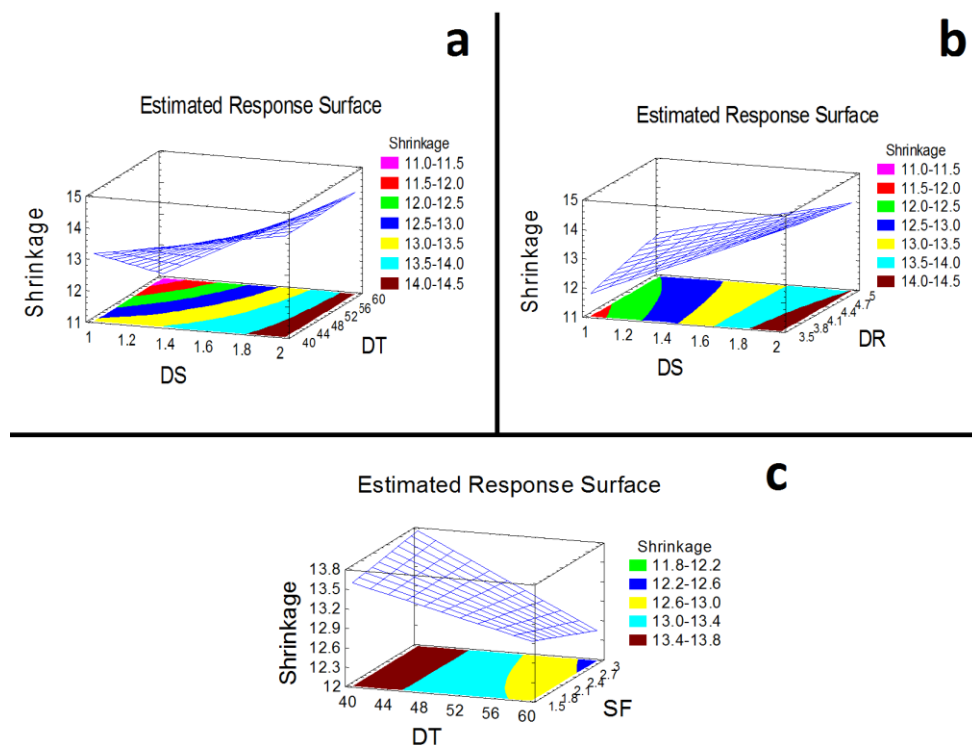 a
Estimated Response Surface
Shrinkage
11.0-11.5
11.5-12.0
12.0-12.5
12.5-13.0
13.0-13.5
13.5-14.0
14.0-14.5
Shrinkage
15
14
13
12
11
1 1.2 1.4 1.6 1.8 2
DS
40 44 48 52 56 60
DT
b
Estimated Response Surface
Shrinkage
11.0-11.5
11.5-12.0
12.0-12.5
12.5-13.0
13.0-13.5
13.5-14.0
14.0-14.5
Shrinkage
15
14
13
12
11
1 1.2 1.4 1.6 1.8 2
DS
3.5 3.8 4.1 4.4 4.7 5
DR
c
Estimated Response Surface
Shrinkage
11.8-12.2
12.2-12.6
12.6-13.0
13.0-13.4
13.4-13.8
Shrinkage
13.8
13.5
13.2
12.9
12.6
12.3
12
40 44 48 52 56 60
DT
1.5 1.8 2.1 2.4 2.7 3
SF